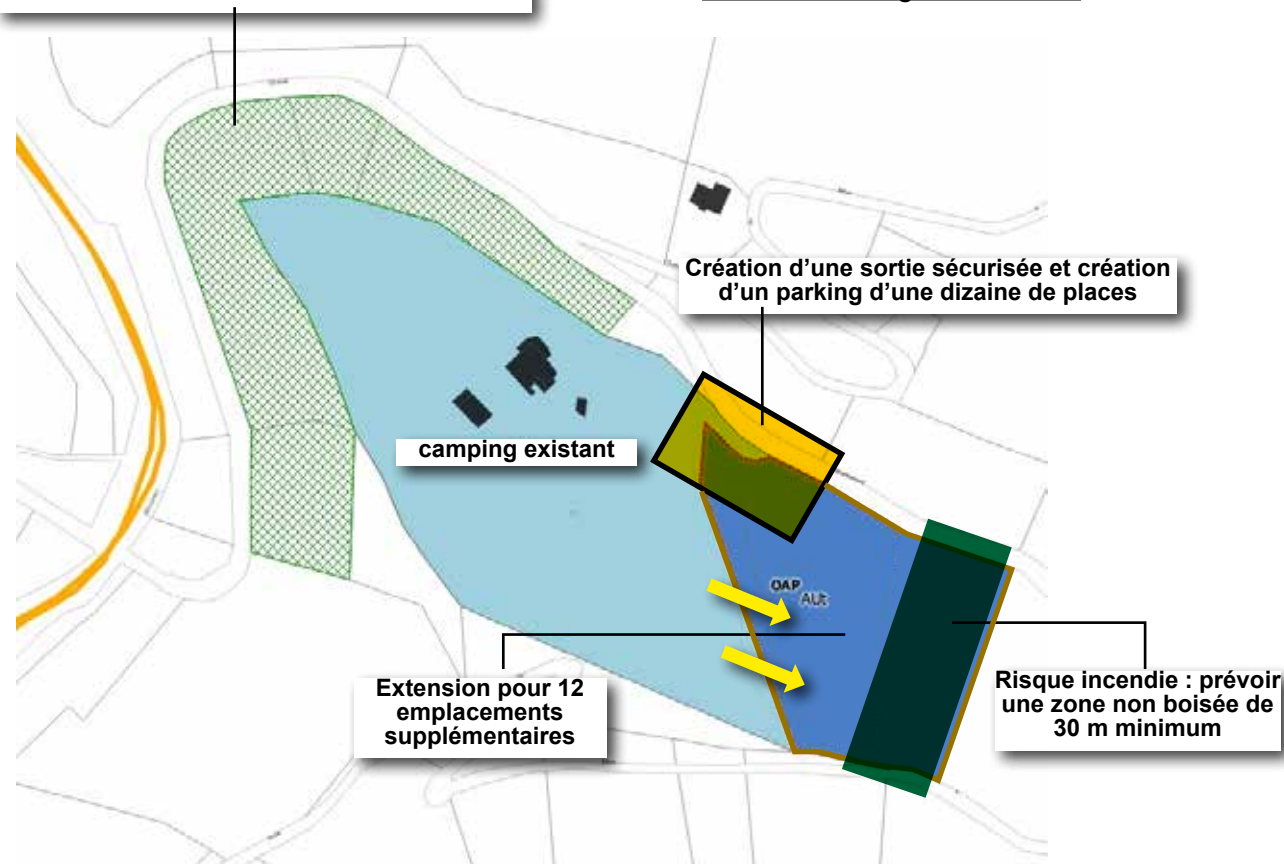 Création d’une sortie sécurisée et création
d’un parking d’une dizaine de places
camping existant
OAP
AUt
Extension pour 12
emplacements
supplémentaires
Risque incendie : prévoir
une zone non boisée de
30 m minimum